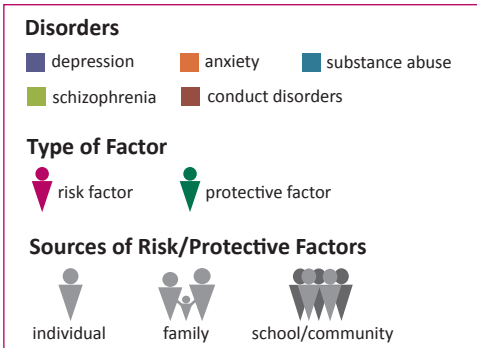 Disorders
depression anxiety substance abuse
schizophrenia conduct disorders
Type of Factor
risk factor protective factor
Sources of Risk/Protective Factors
individual family school/community